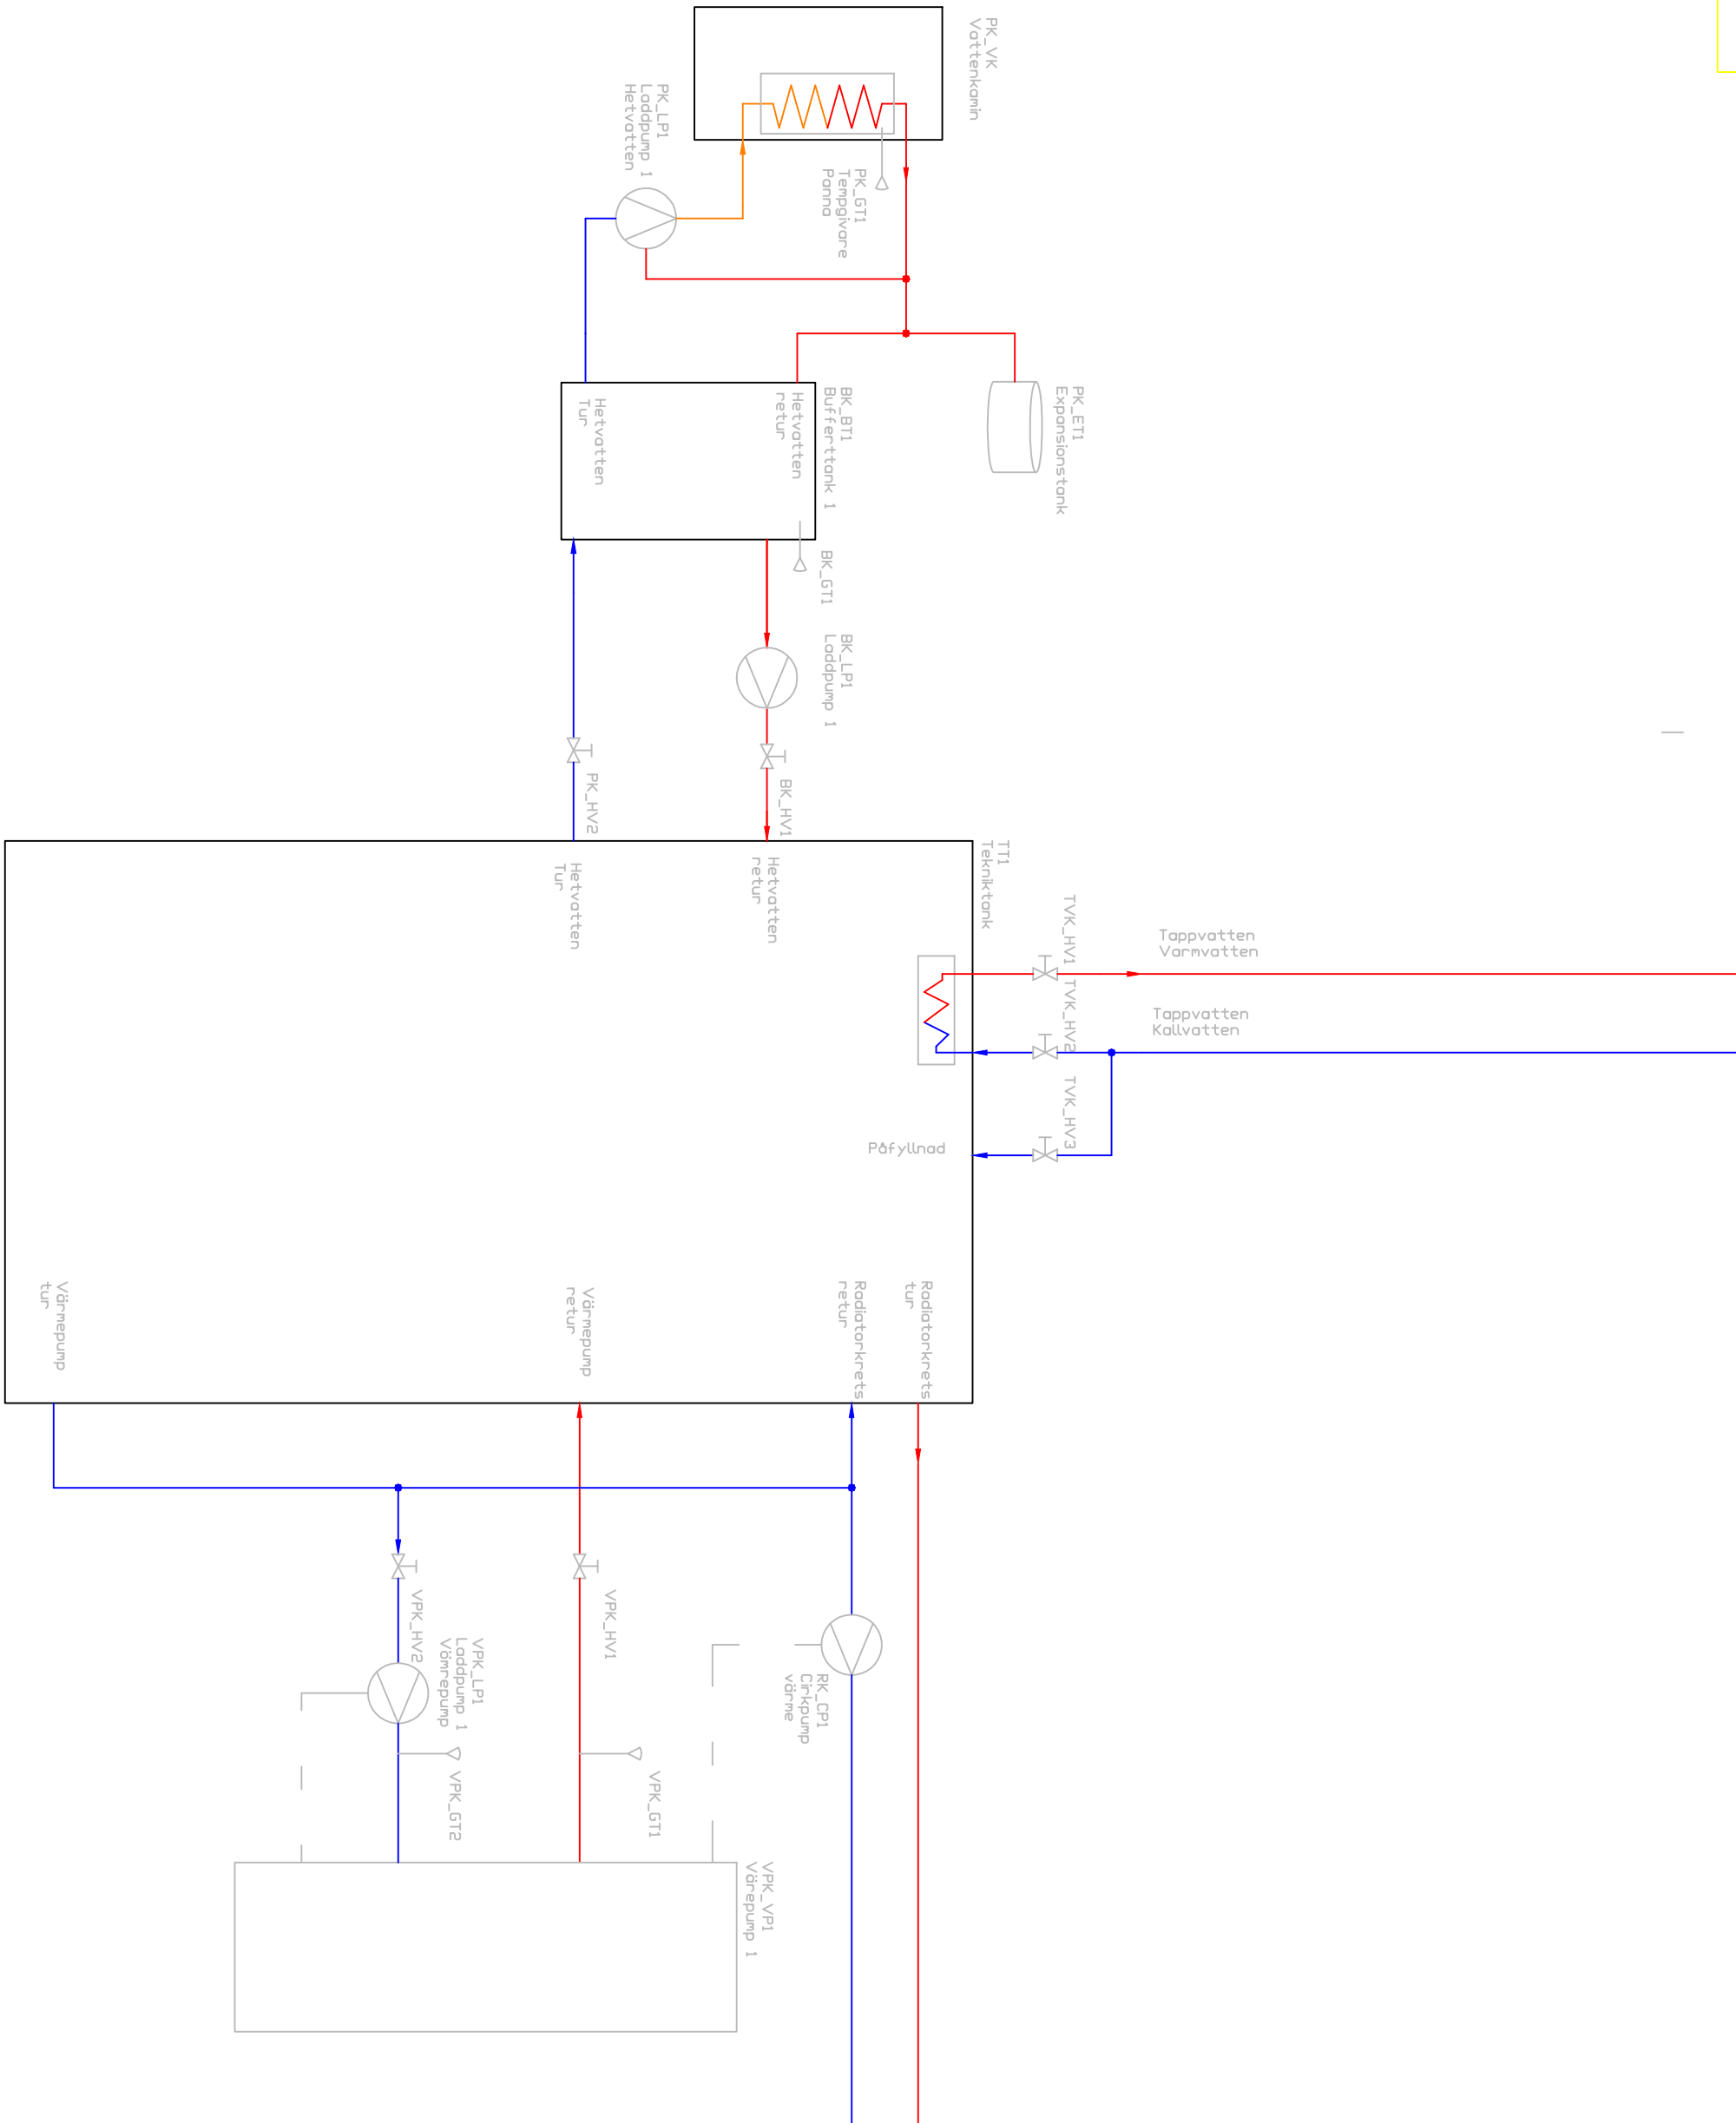 PK_VK
Vattenkamin
PK_LP1
Laddpump 1
Hetvatten
PK_GT1
Tempgivare
Panna
PK_ET1
Expansionstank
BK_BT1
Bufferttank 1
Hetvatten
retur
Hetvatten
Tur
BK_GT1
BK_LP1
Laddpump 1
BK_HV1
PK_HV2
TT1
Tekniktank
Hetvatten
retur
Hetvatten
Tur
TVK_HV1
Tappvatten
Varmvatten
TVK_HV2
Tappvatten
Kallvatten
TVK_HV3
Påfyllnad
Radiatorkrets
tur
Radiatorkrets
retur
Värmepump
retur
Värmepump
tur
VPK_HV1
VPK_HV2
VPK_LP1
Laddpump 1
Vömrepump
RK_CP1
Cirkpump
värme
VPK_GT1
VPK_GT2
VPK_VP1
Värepump 1